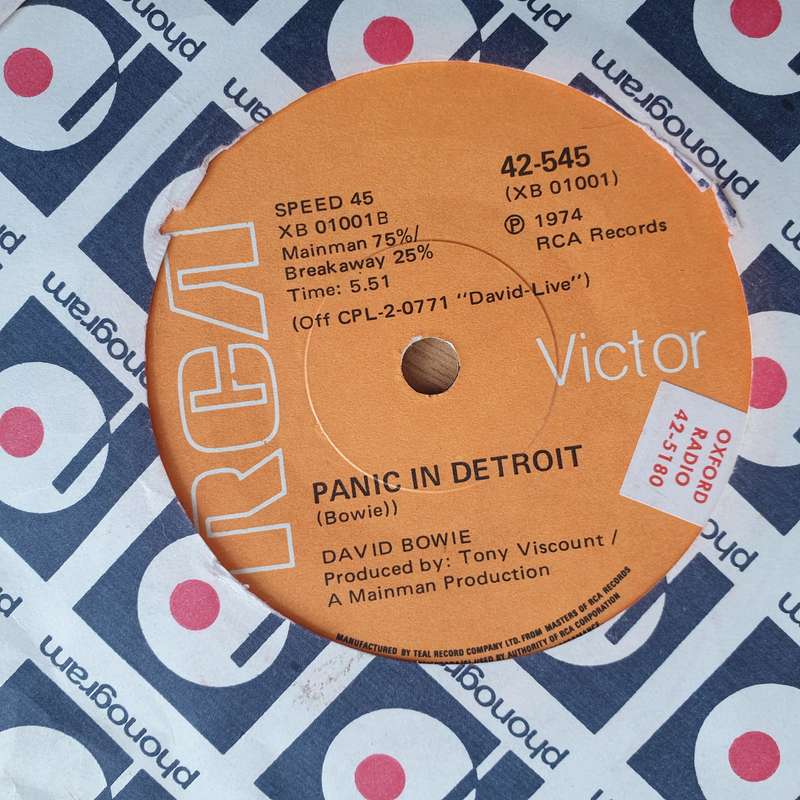 phonogram
phonogram
phonogram
phonogram
phonogram
phonogram
RCA
Victor
SPEED 45
XB 01001B
Mainman 75%/
Breakaway 25%
Time: 5.51
(Off CPL-2-0771 "David-Live")
42-545
(XB 01001)
Ⓟ 1974
RCA Records
OXFORD
RADIO
42-5180
PANIC IN DETROIT
(Bowie))
DAVID BOWIE
Produced by: Tony Viscount /
A Mainman Production
MANUFACTURED BY TEAL RECORD COMPANY LTD. FROM MASTERS OF RCA RECORDS
USED BY AUTHORITY OF RCA CORPORATION